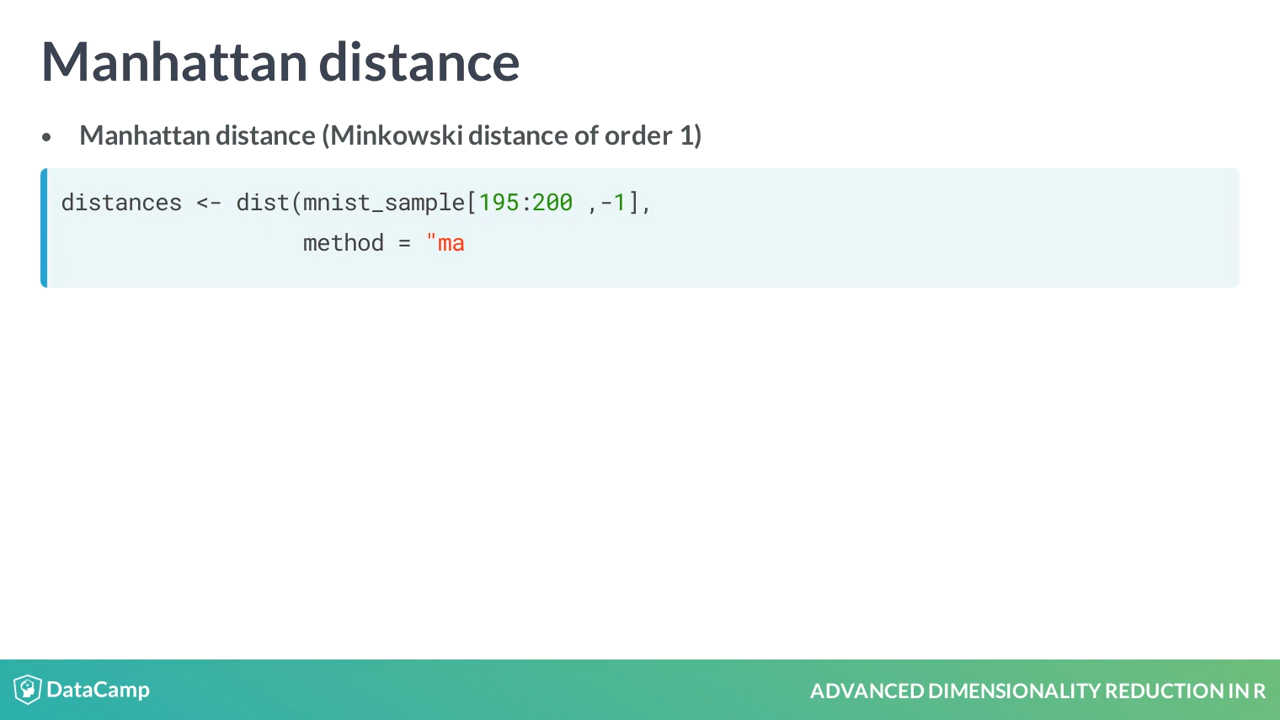 Manhattan distance
• Manhattan distance (Minkowski distance of order 1)
distances <- dist(mnist_sample[195:200 ,-1],
method = "ma
DataCamp
ADVANCED DIMENSIONALITY REDUCTION IN R